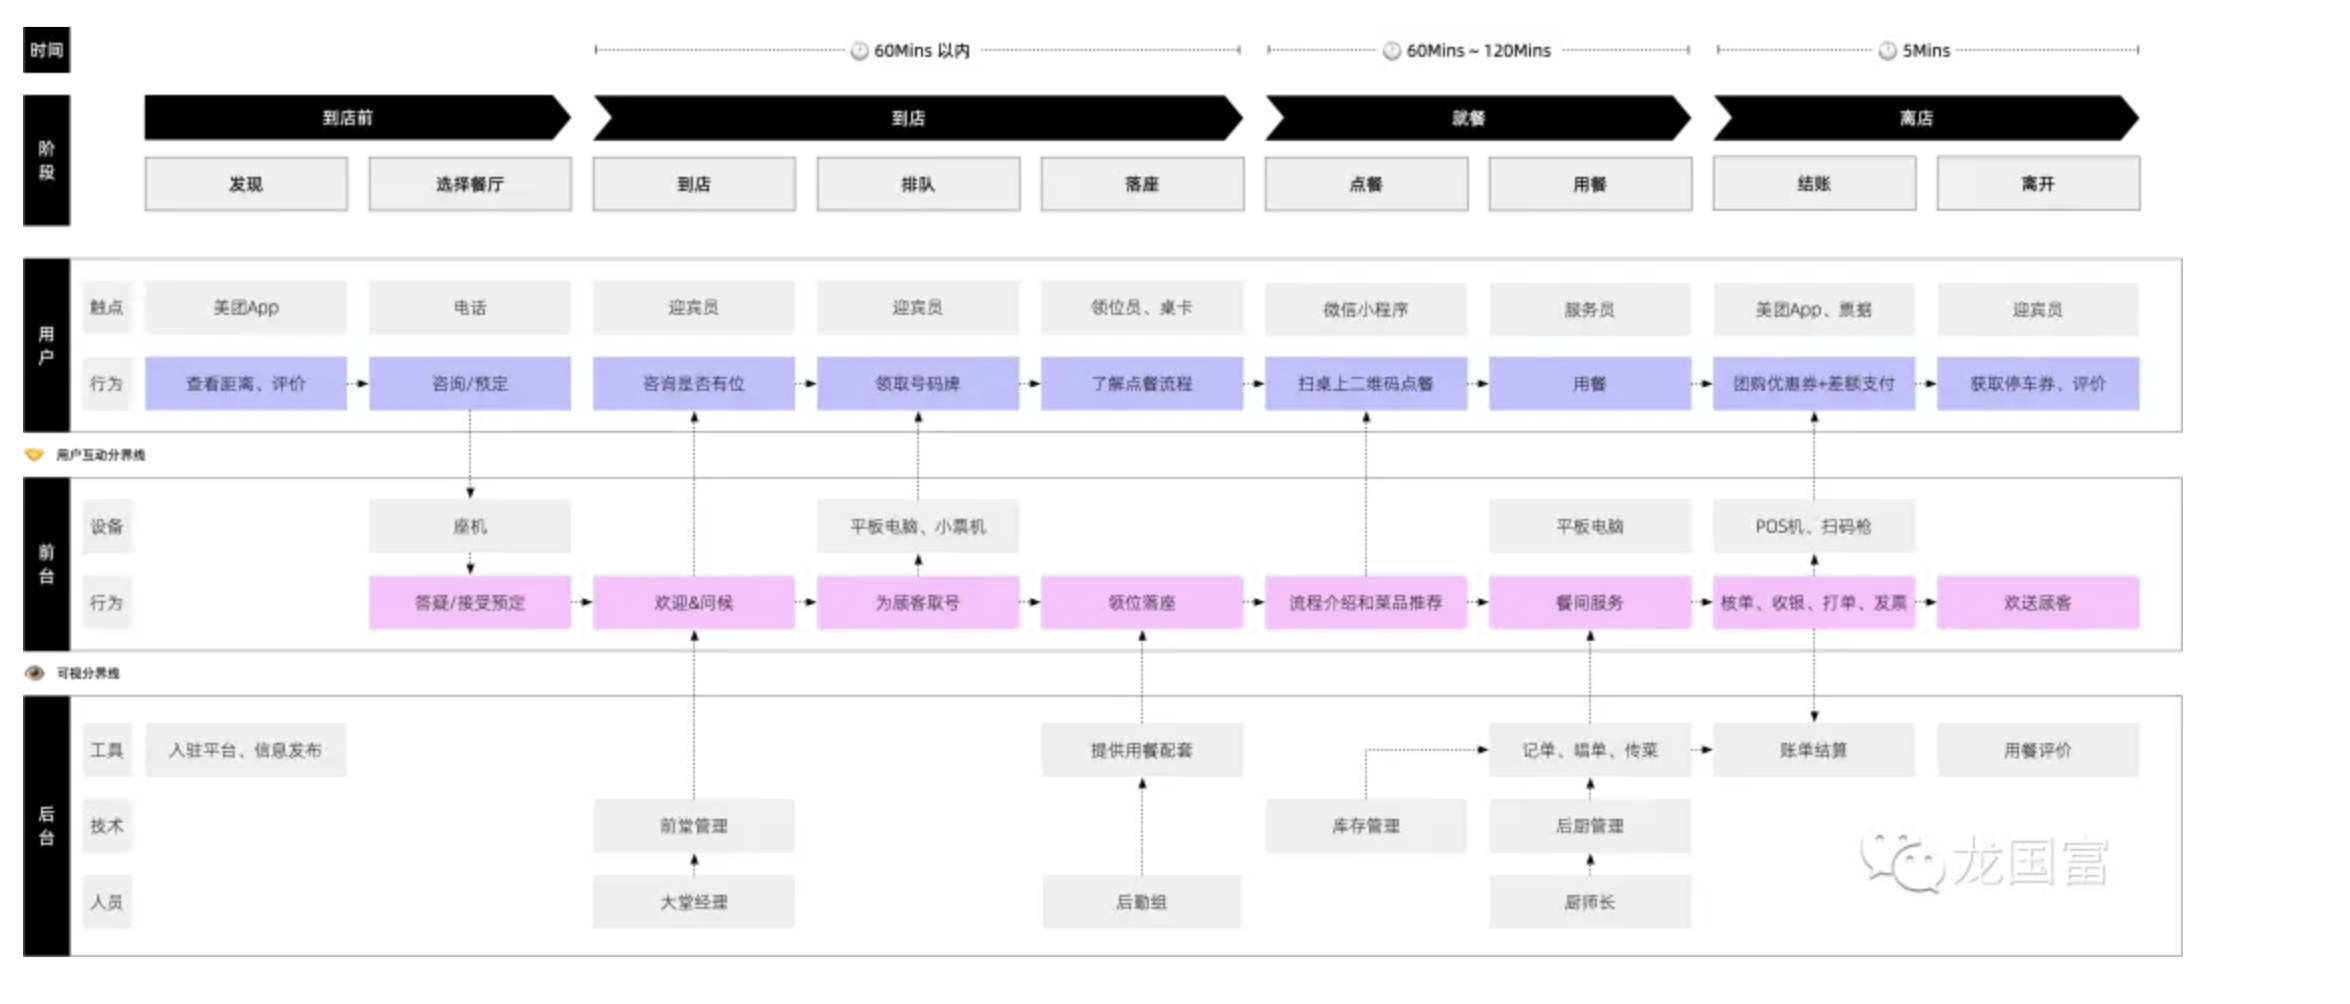 时间
60Mins 以内
60Mins ~ 120Mins
5Mins
阶段
到店前
到店
就餐
离店
发现
选择餐厅
到店
排队
落座
点餐
用餐
结账
离开
用户
触点
美团App
电话
迎宾员
迎宾员
领位员、桌卡
微信小程序
服务员
美团App、票据
迎宾员
行为
查看距离、评价
咨询/预定
咨询是否有位
领取号码牌
了解点餐流程
扫桌上二维码点餐
用餐
团购优惠券+差额支付
获取停车券、评价
用户互动分界线
前台
设备
座机
平板电脑、小票机
平板电脑
POS机、扫码枪
行为
答疑/接受预定
欢迎&问候
为顾客取号
领位落座
流程介绍和菜品推荐
餐间服务
核单、收银、打单、发票
欢送顾客
可视分界线
后台
工具
入驻平台、信息发布
提供用餐配套
记单、唱单、传菜
账单结算
用餐评价
技术
前堂管理
库存管理
后厨管理
人员
大堂经理
后勤组
厨师长
龙国富